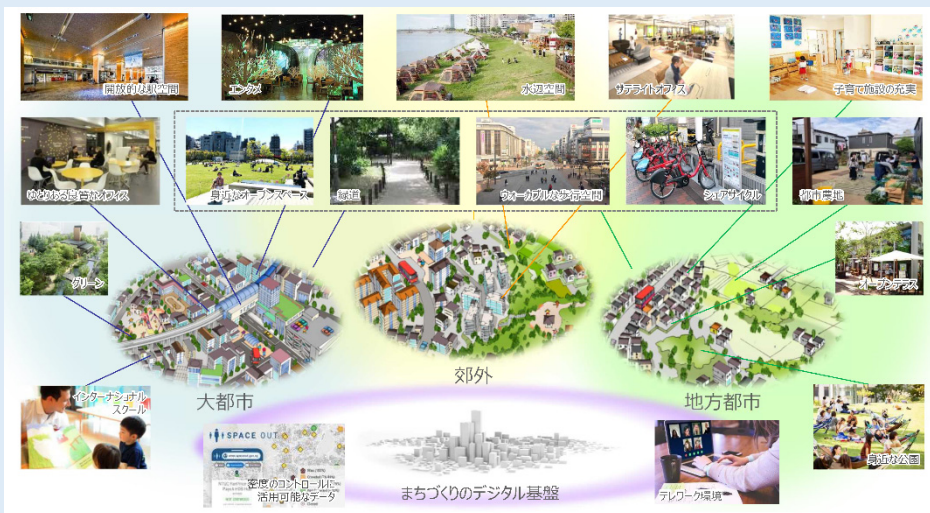 開放的な駅空間
エンタメ
水辺空間
サテライトオフィス
子育て施設の充実
ゆとりある良質なオフィス
身近なオープンスペース
緑道
ウォーカブルな歩行空間
シェアサイクル
都市農地
グリーン
オープンテラス
大都市
郊外
地方都市
インターナショナル
スクール
SPACE OUT
密度のコントロールに
活用可能なデータ
まちづくりのデジタル基盤
テレワーク環境
身近な公園